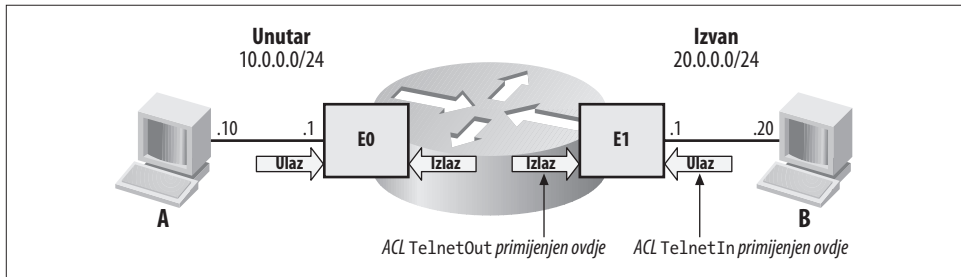 Unutar
10.0.0.0/24
Izvan
20.0.0.0/24
.10
.1
E0
E1
.1
.20
Ulaz
Izlaz
Izlaz
Ulaz
A
B
ACL TelnetOut primijenjen ovdje
ACL TelnetIn primijenjen ovdje